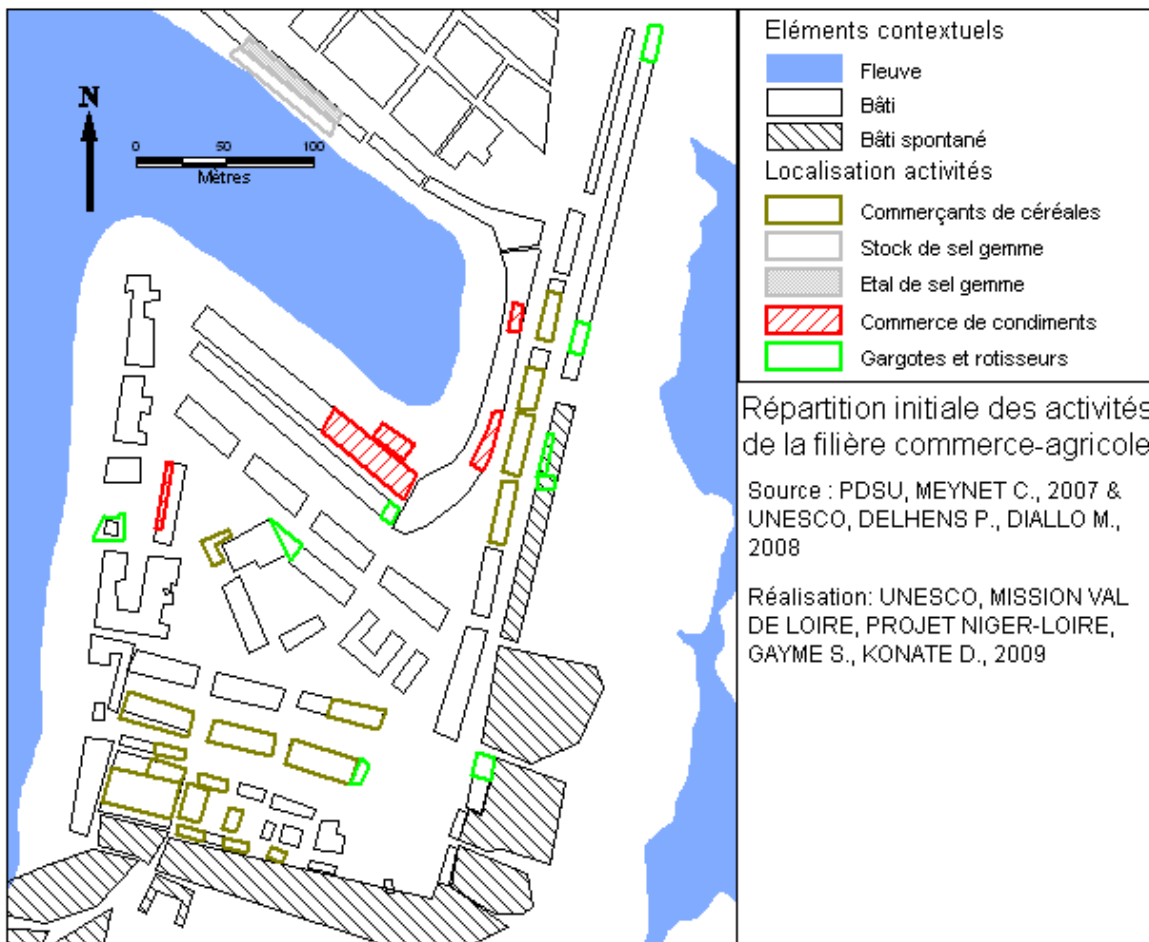 N
0 50 100
Mètres
Eléments contextuels
Fleuve
Bâti
Bâti spontané
Localisation activités
Commerçants de céréales
Stock de sel gemme
Etal de sel gemme
Commerce de condiments
Gargotes et rotisseurs
Répartition initiale des activités
de la filière commerce-agricole
Source : PDSU, MEYNET C., 2007 &
UNESCO, DELHENS P., DIALLO M.,
2008
Réalisation: UNESCO, MISSION VAL
DE LOIRE, PROJET NIGER-LOIRE,
GAYME S., KONATE D., 2009